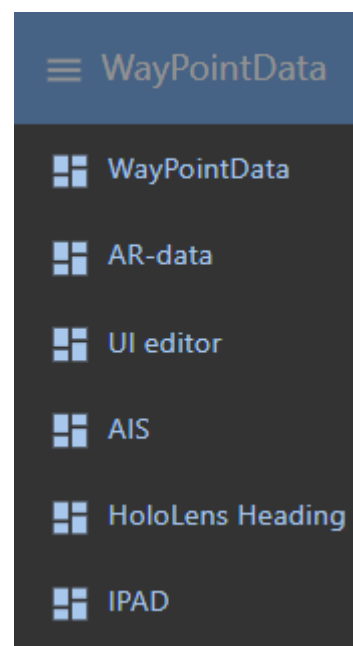 WayPointData
WayPointData
AR-data
UI editor
AIS
HoloLens Heading
IPAD